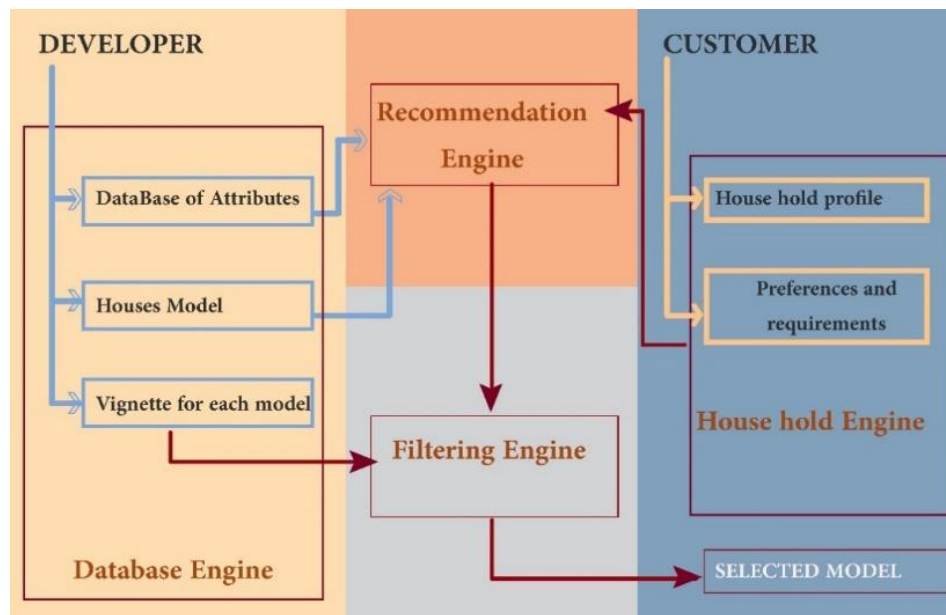 DEVELOPER
DataBase of Attributes
Houses Model
Vignette for each model
Database Engine
Recommendation
Engine
Filtering Engine
CUSTOMER
House hold profile
Preferences and
requirements
House hold Engine
SELECTED MODEL